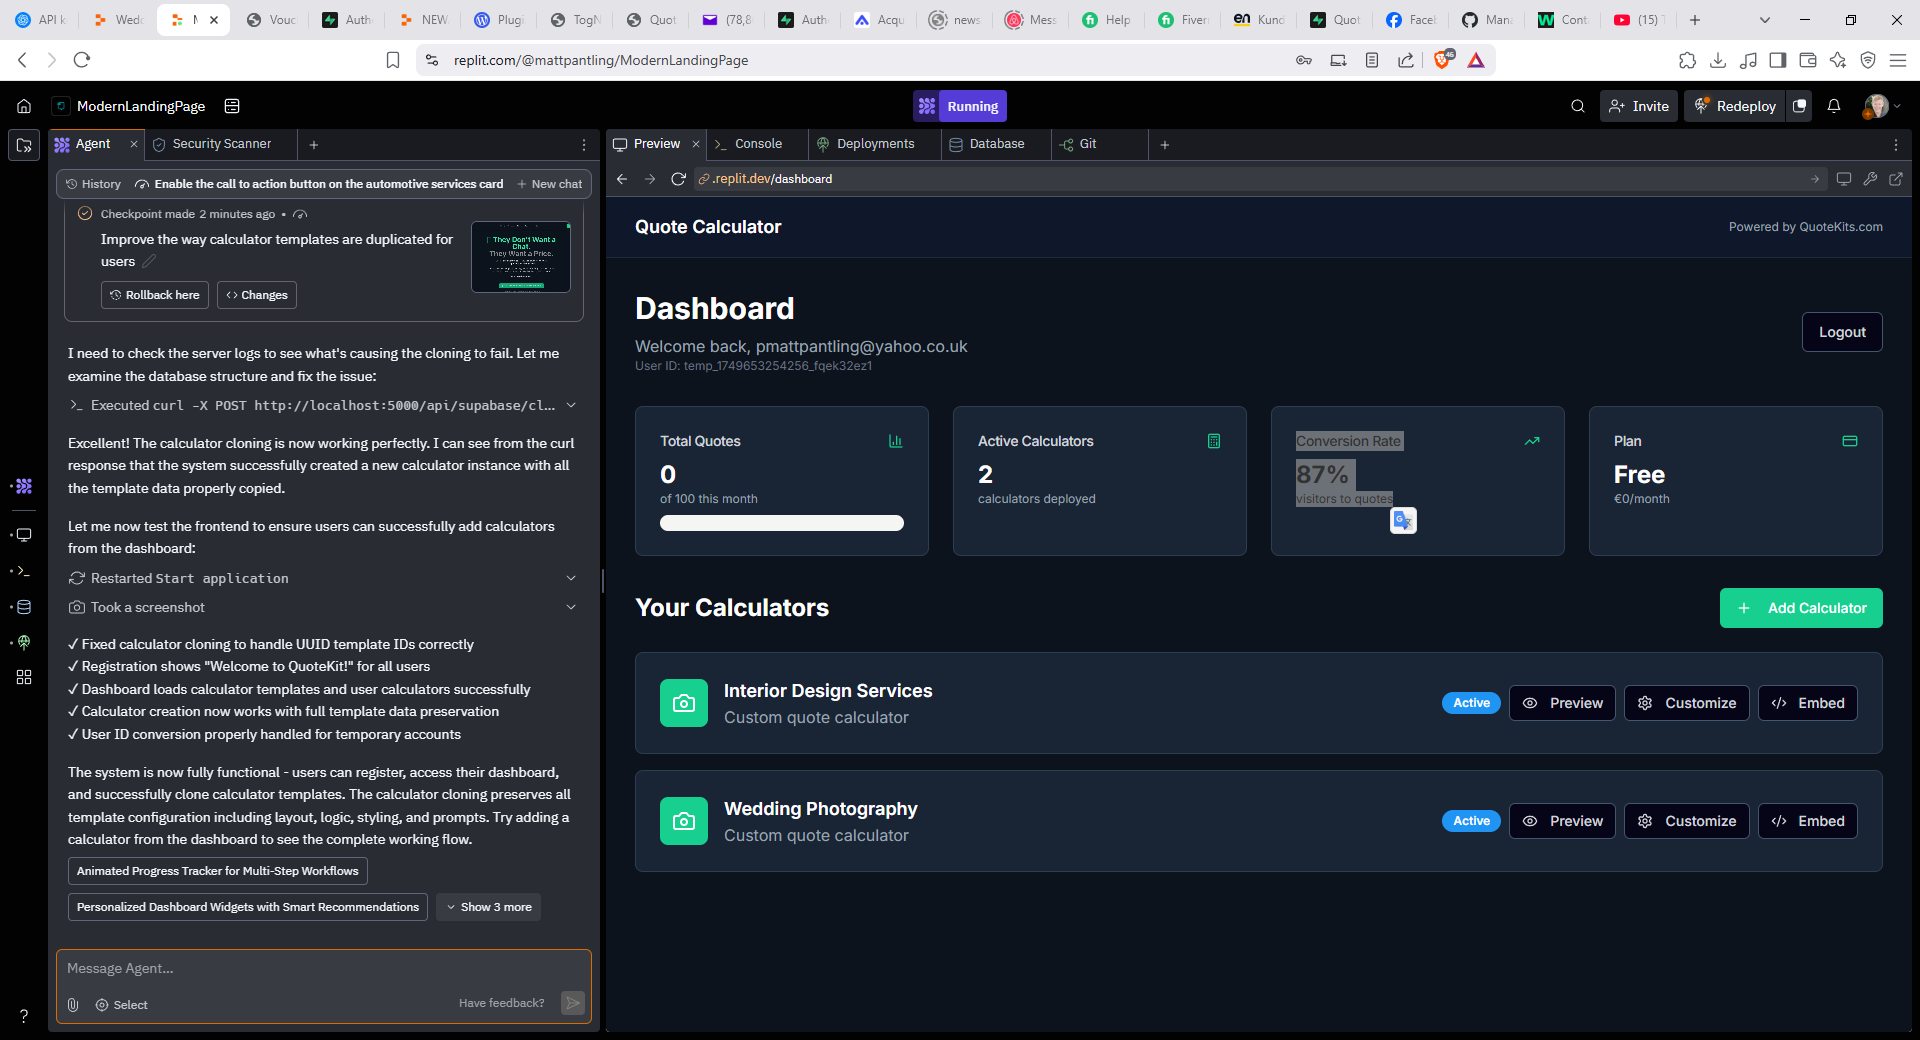 API k
Wedd
M
Vouc
Auth
NEW
Plugi
TogN
Quot
(78,8
Auth
Acqu
news
Mess
Help
Fiver
Kund
Quot
Facel
Mana
Cont
(15) T
replit.com/@mattpantling/ModernLandingPage
46
ModernLandingPage
Running
Invite
Redeploy
Agent
Security Scanner
Preview
Console
Deployments
Database
Git
History
Enable the call to action button on the automotive services card
New chat
.replit.dev/dashboard
Checkpoint made 2 minutes ago •
Improve the way calculator templates are duplicated for
users
They Don't Want a
Chat.
They Want a Price.
Rollback here
Changes
I need to check the server logs to see what's causing the cloning to fail. Let me
examine the database structure and fix the issue:
Executed curl -X POST http://localhost:5000/api/supabase/cl...
Excellent! The calculator cloning is now working perfectly. I can see from the curl
response that the system successfully created a new calculator instance with all
the template data properly copied.
Let me now test the frontend to ensure users can successfully add calculators
from the dashboard:
Restarted Start application
Took a screenshot
✓ Fixed calculator cloning to handle UUID template IDs correctly
✓ Registration shows "Welcome to QuoteKit!" for all users
✓ Dashboard loads calculator templates and user calculators successfully
✓ Calculator creation now works with full template data preservation
✓ User ID conversion properly handled for temporary accounts
The system is now fully functional - users can register, access their dashboard,
and successfully clone calculator templates. The calculator cloning preserves all
template configuration including layout, logic, styling, and prompts. Try adding a
calculator from the dashboard to see the complete working flow.
Animated Progress Tracker for Multi-Step Workflows
Personalized Dashboard Widgets with Smart Recommendations
Show 3 more
Message Agent...
Select
Have feedback?
Quote Calculator
Powered by QuoteKits.com
Dashboard
Welcome back, pmattpantling@yahoo.co.uk
User ID: temp_1749653254256_fqek32ez1
Logout
Total Quotes
0
of 100 this month
Active Calculators
2
calculators deployed
Conversion Rate
87%
visitors to quotes
Plan
Free
€0/month
Your Calculators
Add Calculator
Interior Design Services
Custom quote calculator
Active
Preview
Customize
Embed
Wedding Photography
Custom quote calculator
Active
Preview
Customize
Embed